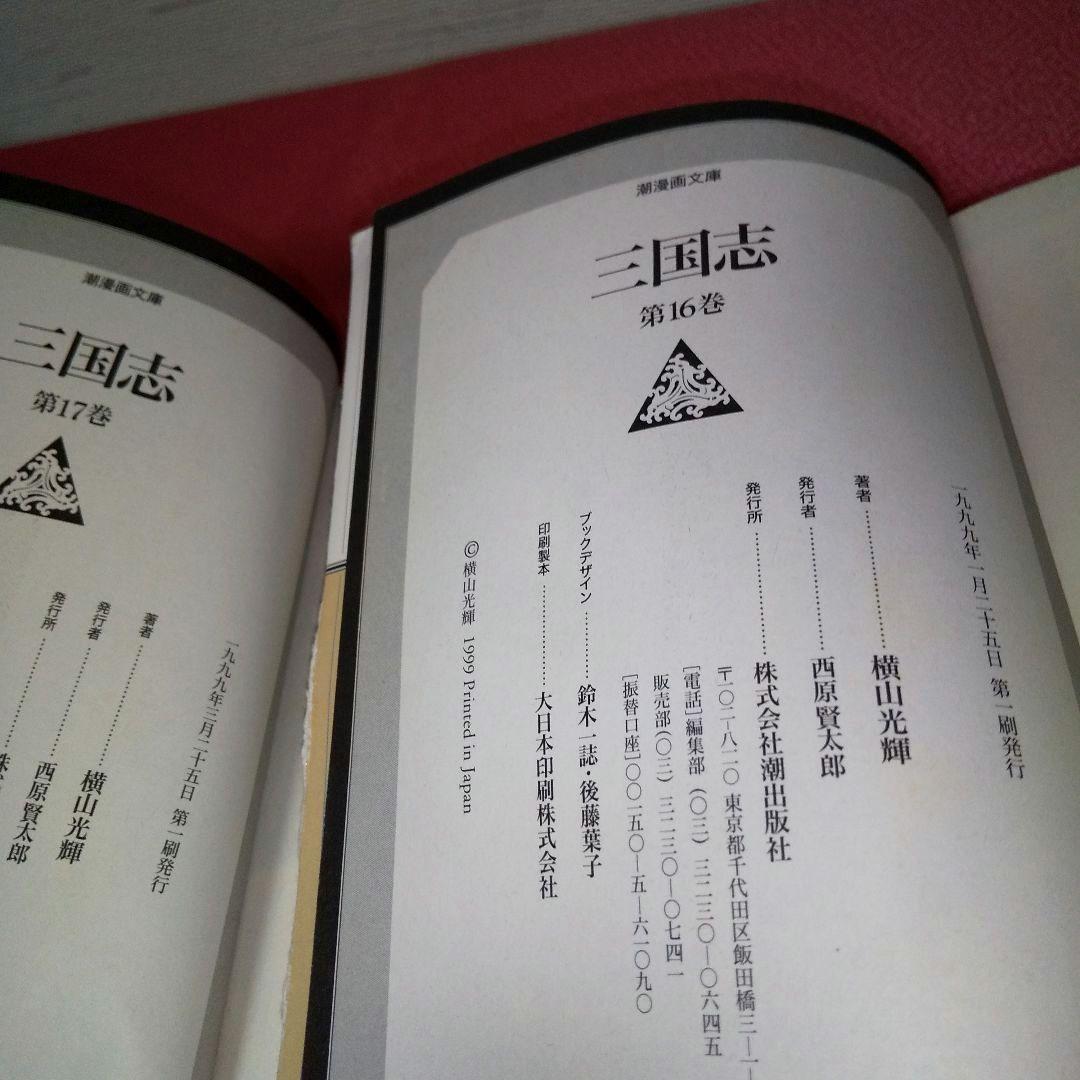 潮漫画文庫
三国志
第16巻
一九九九年一月二十五日 第一刷発行
著者…………横山光輝
発行者…………西原賢太郎
発行所…………株式会社潮出版社
〒一〇二―八一一〇 東京都千代田区飯田橋三―一―
[電話]編集部(〇三)三二三〇―〇六四五
販売部(〇三)三二三〇―〇七四一
[振替口座]〇〇一五〇―五―六一〇九〇
ブックデザイン…………鈴木一誌・後藤葉子
印刷製本…………大日本印刷株式会社
©横山光輝 1999 Printed in Japan
潮漫画文庫
三国志
第17巻
一九九九年三月二十五日 第一刷発行
著者…………横山光輝
発行者…………西原賢太郎
発行所…………株